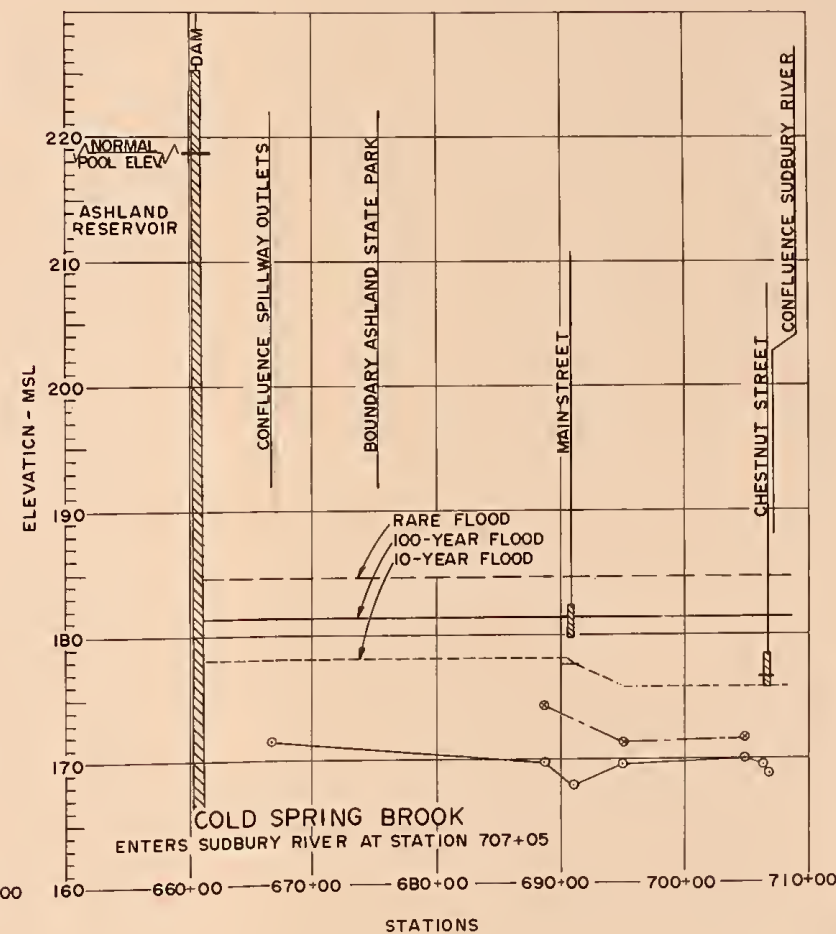 DAM
220
NORMAL
POOL ELEV.
ASHLAND
RESERVOIR
CONFLUENCE SPILLWAY OUTLETS
BOUNDARY ASHLAND STATE PARK
MAIN STREET
CHESTNUT STREET
CONFLUENCE SUDBURY RIVER
210
200
190
180
170
160
ELEVATION - MSL
RARE FLOOD
100-YEAR FLOOD
10-YEAR FLOOD
COLD SPRING BROOK
ENTERS SUDBURY RIVER AT STATION 707+05
00
660+00
670+00
680+00
690+00
700+00
710+00
STATIONS